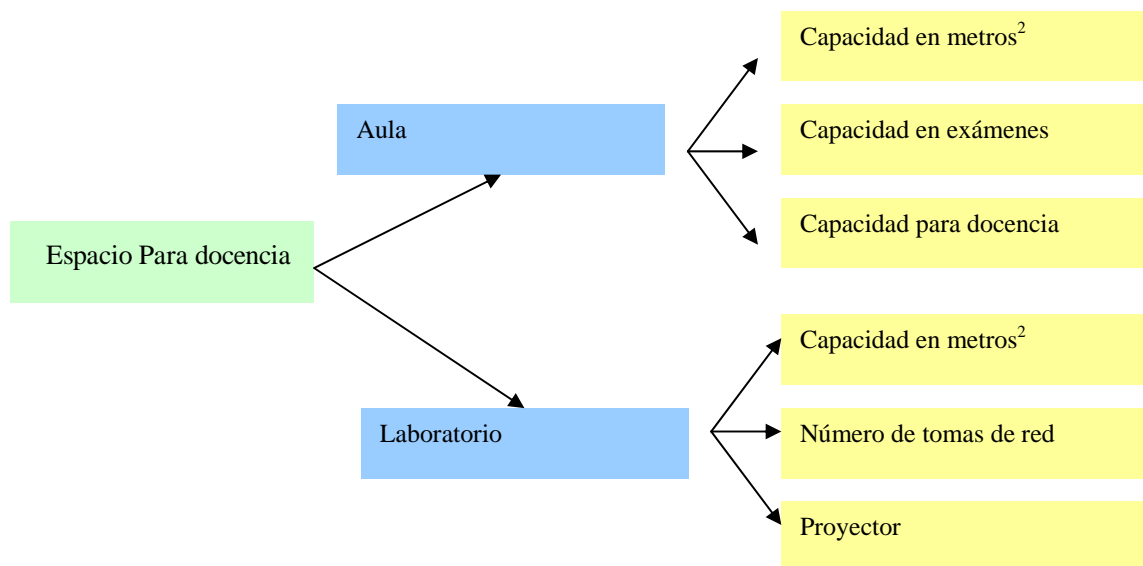 Espacio Para docencia
Aula
Capacidad en metros²
Capacidad en exámenes
Capacidad para docencia
Laboratorio
Capacidad en metros²
Número de tomas de red
Proyector